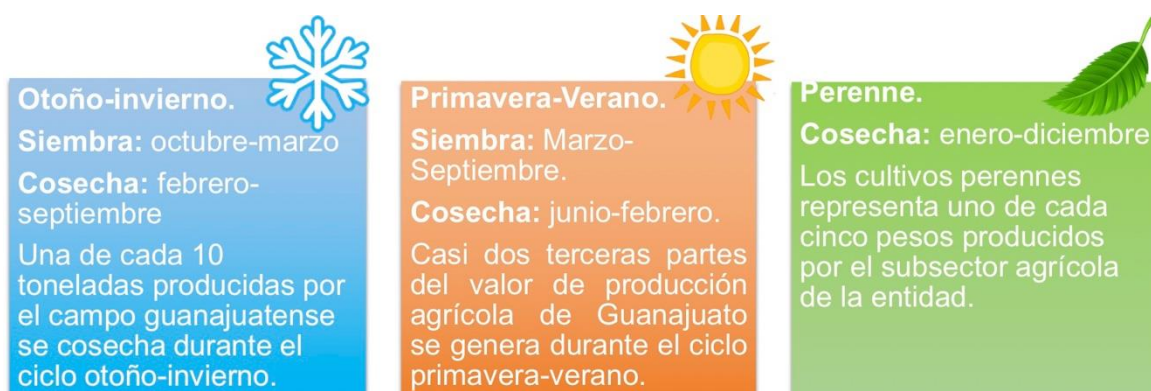 Otoño-invierno.
Siembra: octubre-marzo
Cosecha: febrero-
septiembre
Una de cada 10
toneladas producidas por
el campo guanajuatense
se cosecha durante el
ciclo otoño-invierno.
Primavera-Verano.
Siembra: Marzo-
Septiembre.
Cosecha: junio-febrero.
Casi dos terceras partes
del valor de producción
agrícola de Guanajuato
se genera durante el ciclo
primavera-verano.
Perenne.
Cosecha: enero-diciembre
Los cultivos perennes
representa uno de cada
cinco pesos producidos
por el subsector agrícola
de la entidad.